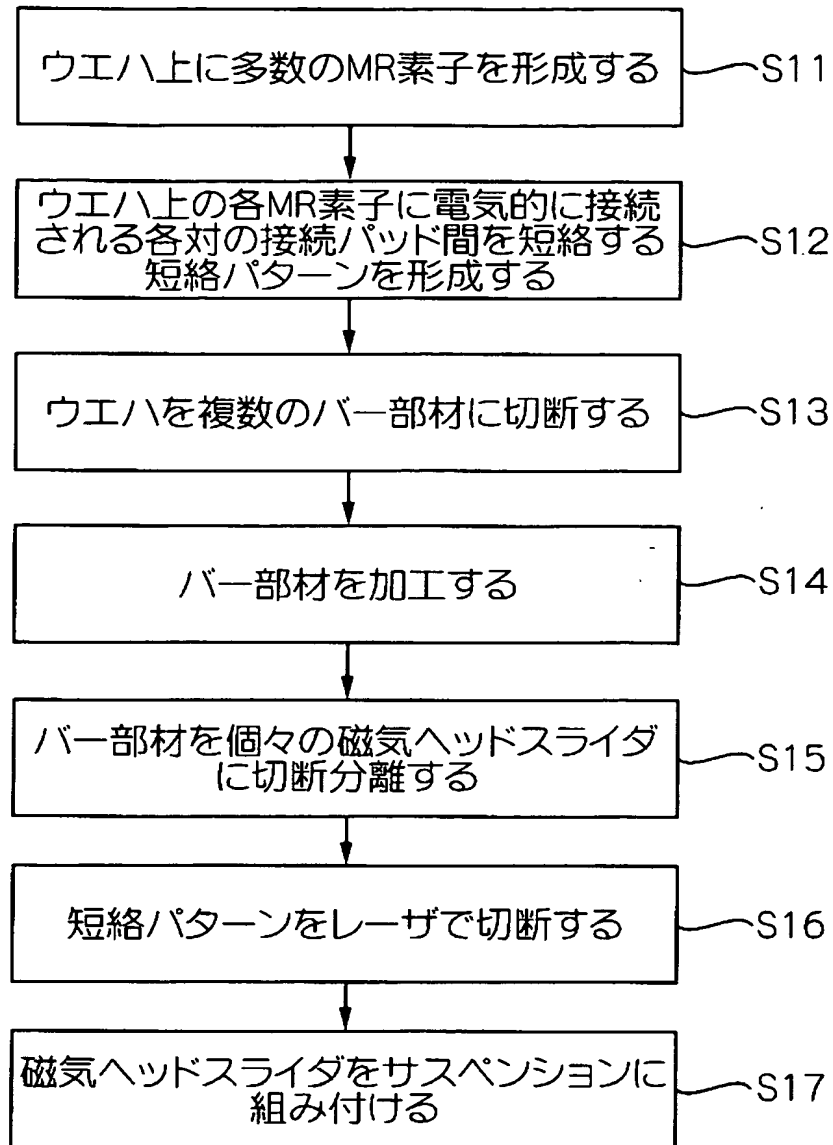 ウエハ上に多数のMR素子を形成する
S11
ウエハ上の各MR素子に電気的に接続
される各対の接続パッド間を短絡する
短絡パターンを形成する
S12
ウエハを複数のバー部材に切断する
S13
バー部材を加工する
S14
バー部材を個々の磁気ヘッドスライダ
に切断分離する
S15
短絡パターンをレーザで切断する
S16
磁気ヘッドスライダをサスペンションに
組み付ける
S17